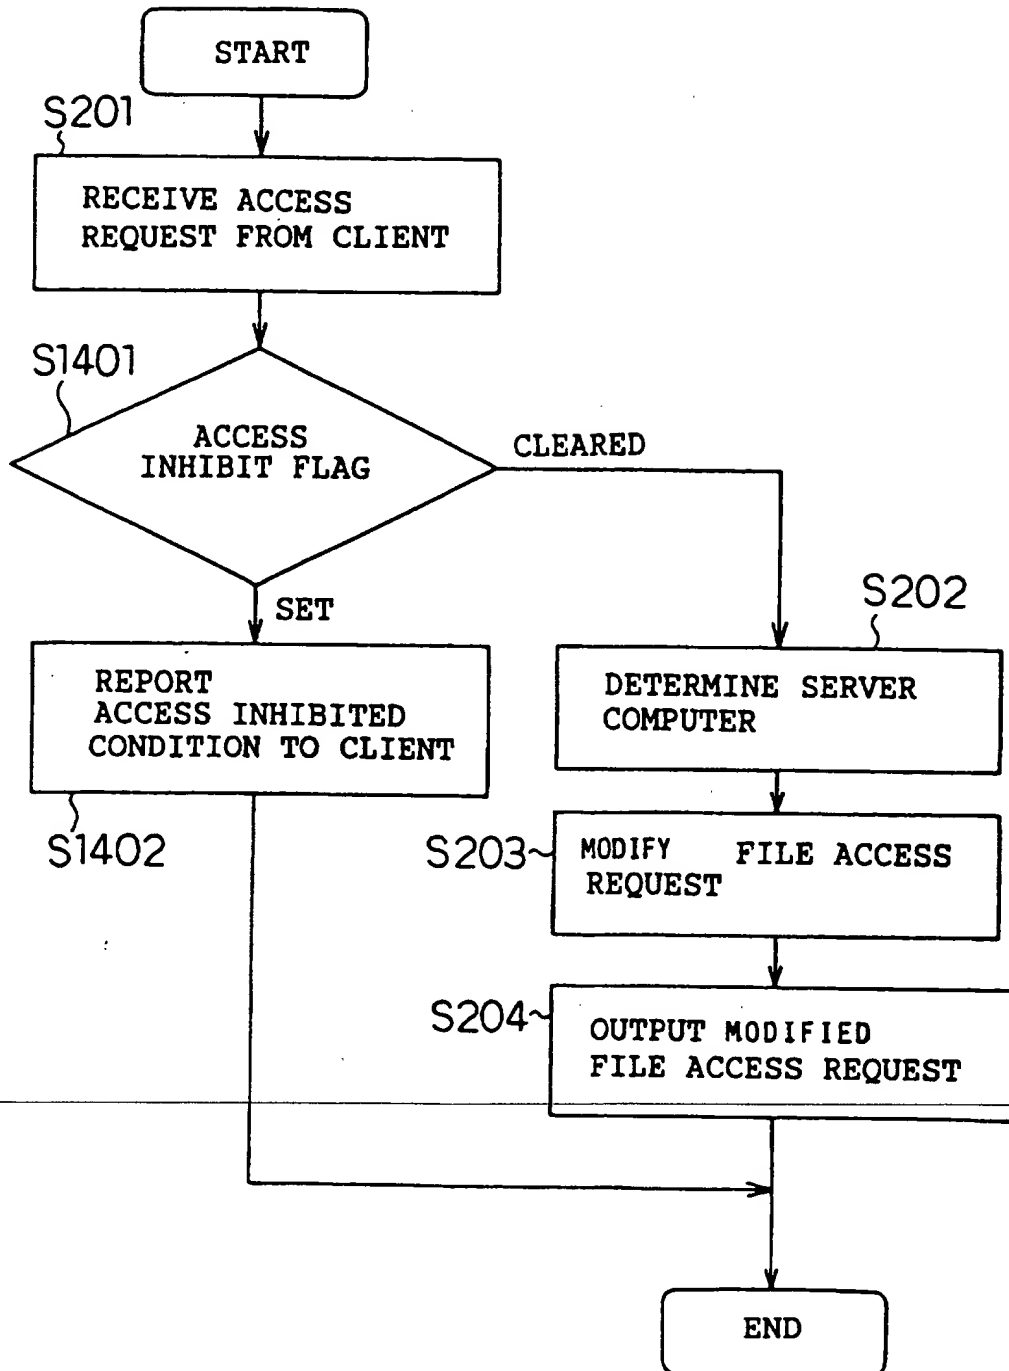 START
S201
RECEIVE ACCESS
REQUEST FROM CLIENT
S1401
ACCESS
INHIBIT FLAG
CLEARED
SET
S202
REPORT
ACCESS INHIBITED
CONDITION TO CLIENT
S1402
DETERMINE SERVER
COMPUTER
S203
MODIFY FILE ACCESS
REQUEST
S204
OUTPUT MODIFIED
FILE ACCESS REQUEST
END